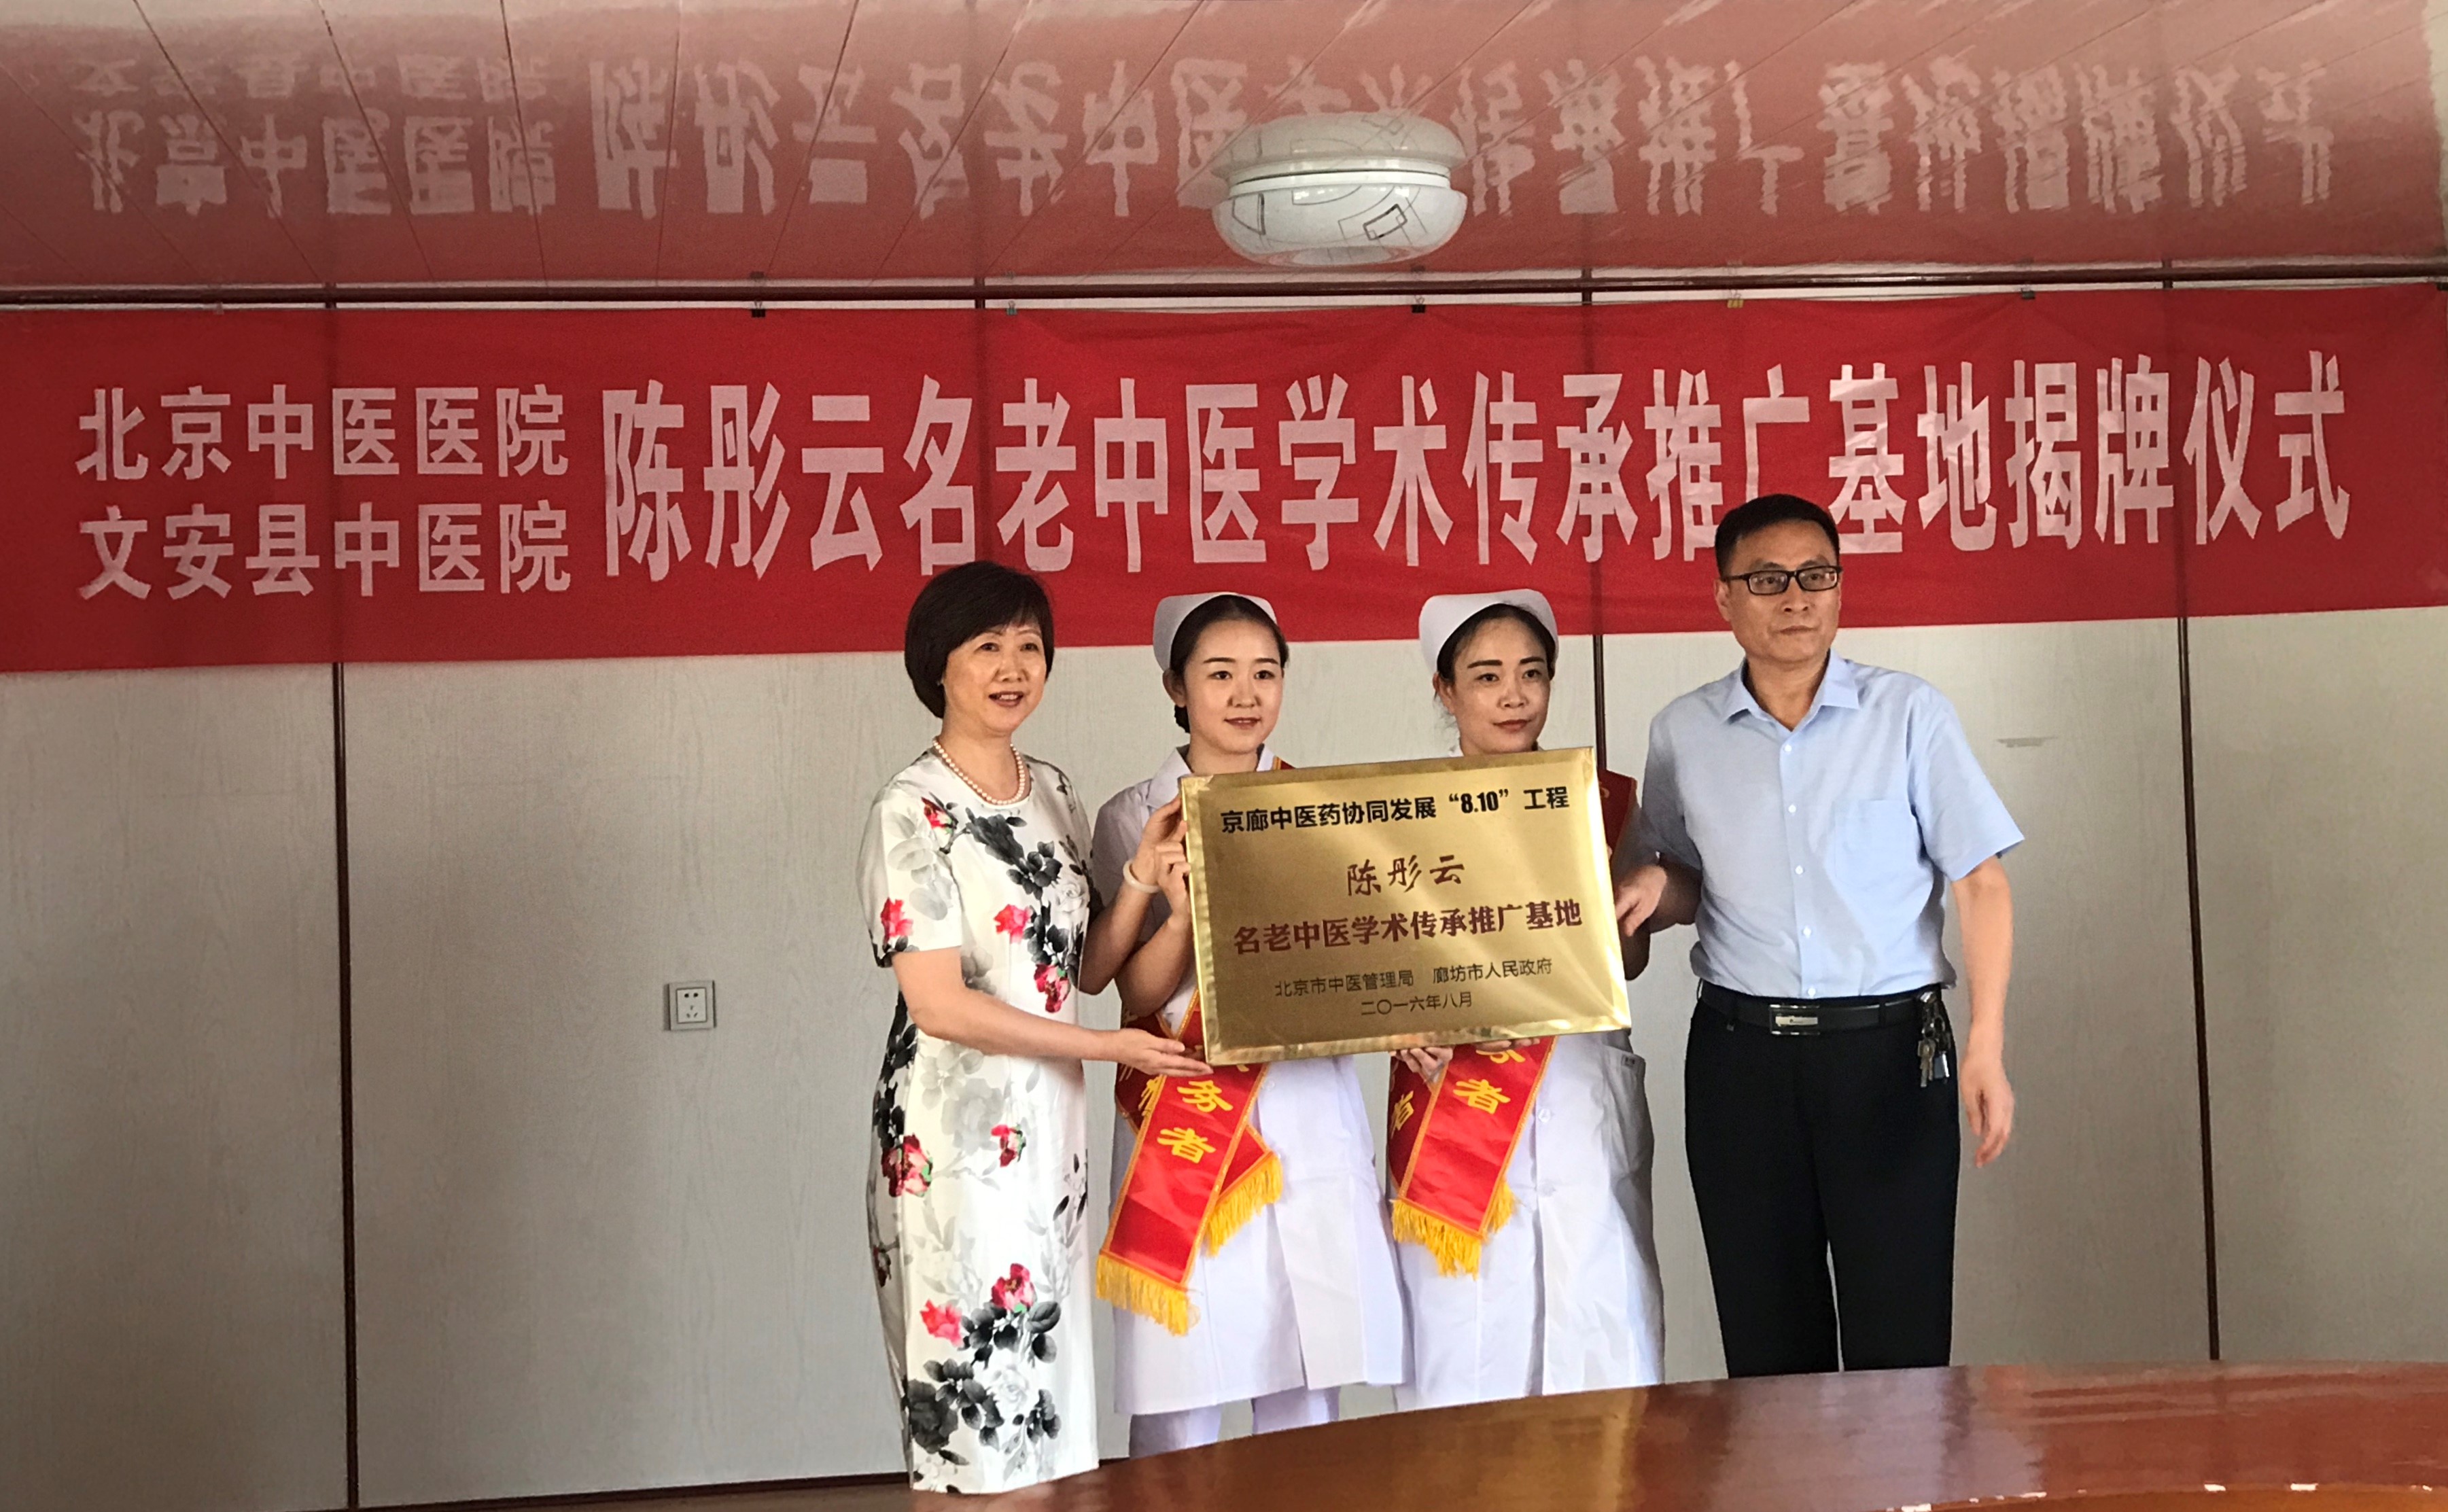 北京中医医院
文安县中医院
陈彤云名老中医学术传承推广基地揭牌仪式
京廊中医药协同发展“8.10”工程
陈彤云
名老中医学术传承推广基地
北京市中医管理局 廊坊市人民政府
二〇一六年八月
务者
务者